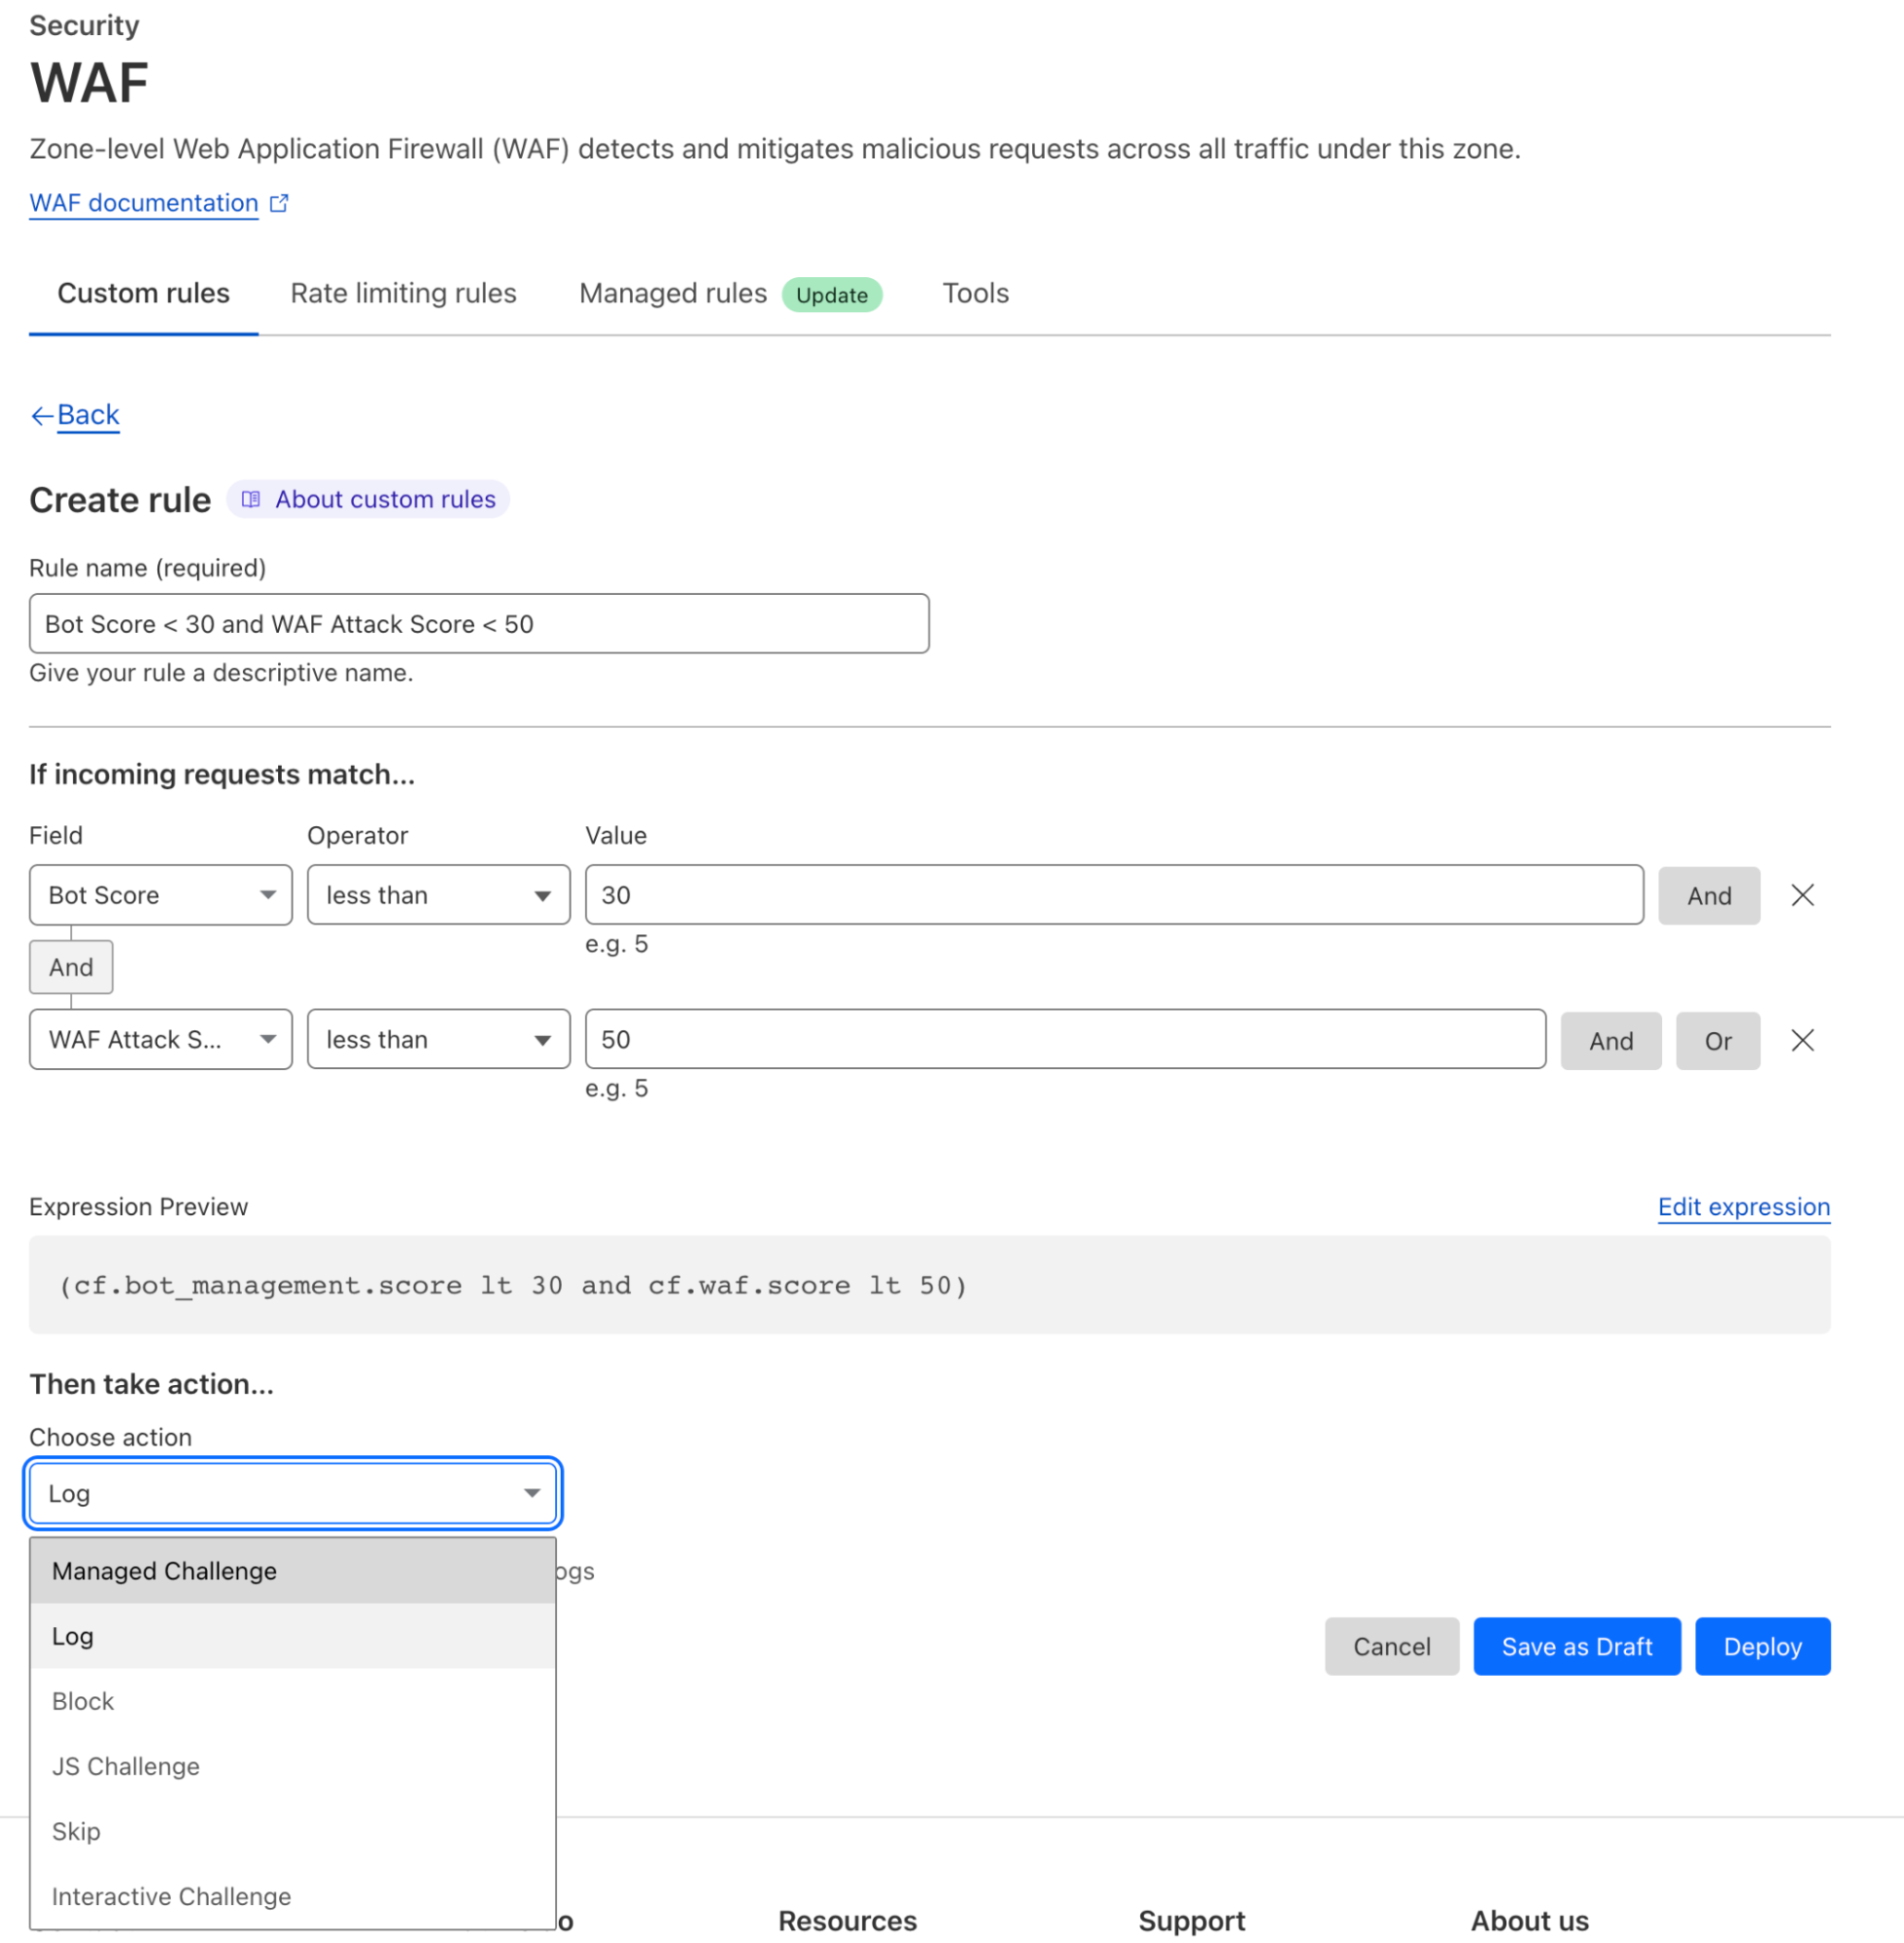 Security
WAF
Zone-level Web Application Firewall (WAF) detects and mitigates malicious requests across all traffic under this zone.
WAF documentation
Custom rules Rate limiting rules Managed rules Update Tools
←Back
Create rule About custom rules
Rule name (required)
Bot Score < 30 and WAF Attack Score < 50
Give your rule a descriptive name.
If incoming requests match...
Field Operator Value
Bot Score less than 30 And
e.g. 5
And
WAF Attack S... less than 50 And Or
e.g. 5
Expression Preview Edit expression
(cf.bot_management.score lt 30 and cf.waf.score lt 50)
Then take action...
Choose action
Log
Managed Challenge
Log
Cancel Save as Draft Deploy
Block
JS Challenge
Skip
Interactive Challenge
Resources Support About us